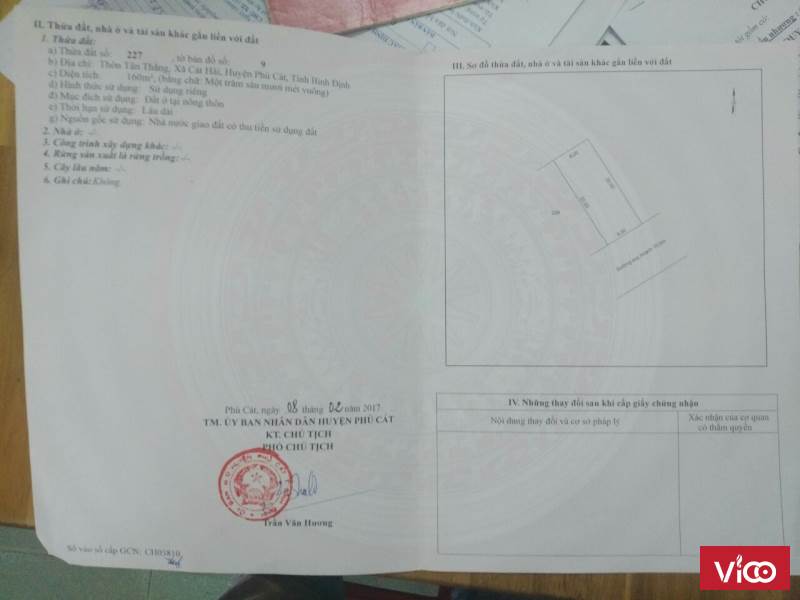 II. Thửa đất, nhà ở và tài sản khác gắn liền với đất
1. Thửa đất:
a) Thửa đất số: 227 , tờ bản đồ số: 9
b) Địa chỉ: Thôn Tân Thắng, Xã Cát Hải, Huyện Phù Cát, Tỉnh Bình Định
c) Diện tích: 160m², (bằng chữ: Một trăm sáu mươi mét vuông)
d) Hình thức sử dụng: Sử dụng riêng
đ) Mục đích sử dụng: Đất ở tại nông thôn
e) Thời hạn sử dụng: Lâu dài
g) Nguồn gốc sử dụng: Nhà nước giao đất có thu tiền sử dụng đất
2. Nhà ở: -/-
3. Công trình xây dựng khác: -/-
4. Rừng sản xuất là rừng trồng: -/-
5. Cây lâu năm: -/-
6. Ghi chú: Không
Phù Cát, ngày 08 tháng 02 năm 2017
TM. ỦY BAN NHÂN DÂN HUYỆN PHÙ CÁT
KT. CHỦ TỊCH
PHÓ CHỦ TỊCH
Trần Văn Hương
Số vào sổ cấp GCN: CH05810
III. Sơ đồ thửa đất, nhà ở và tài sản khác gắn liền với đất
IV. Những thay đổi sau khi cấp giấy chứng nhận
Nội dung thay đổi và cơ sở pháp lý
Xác nhận của cơ quan
có thẩm quyền
ViCO